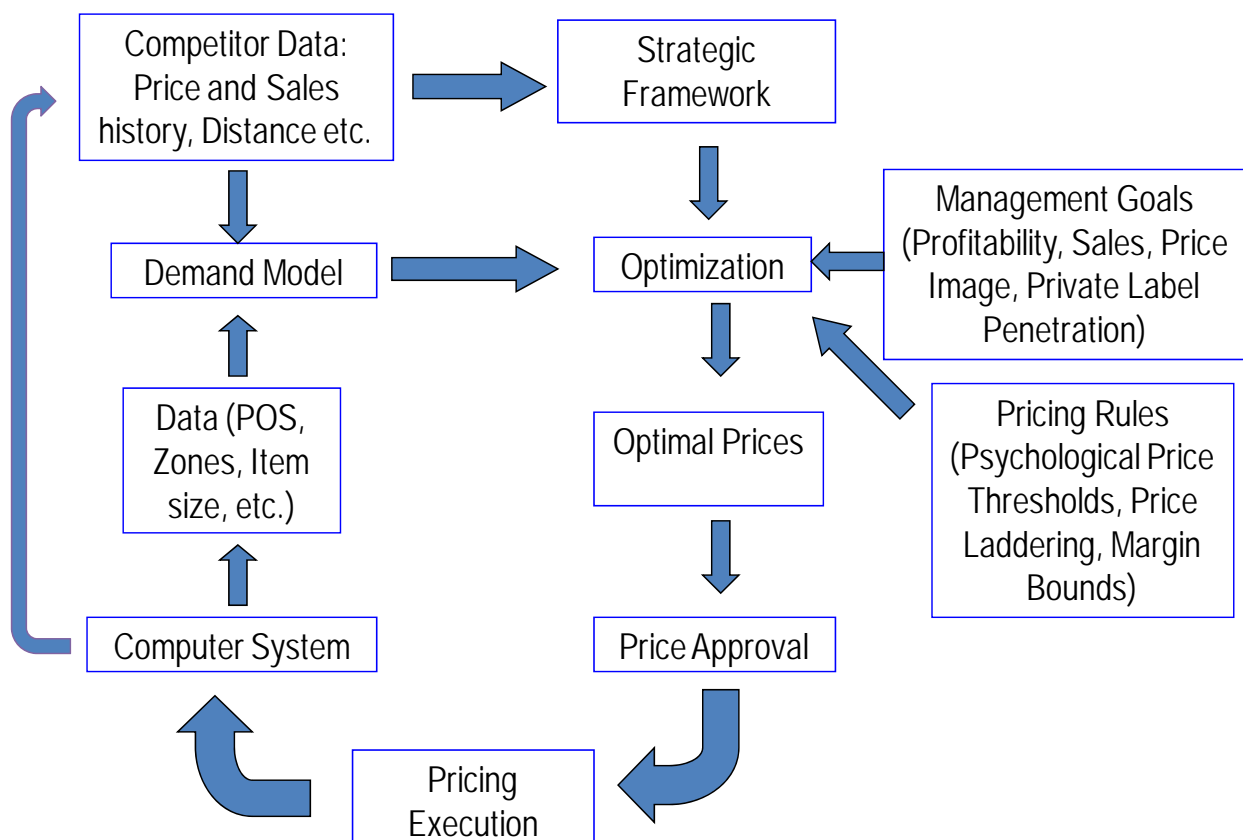 Competitor Data:
Price and Sales
history, Distance etc.
Strategic
Framework
Management Goals
(Profitability, Sales, Price
Image, Private Label
Penetration)
Demand Model
Optimization
Data (POS,
Zones, Item
size, etc.)
Optimal Prices
Pricing Rules
(Psychological Price
Thresholds, Price
Laddering, Margin
Bounds)
Computer System
Price Approval
Pricing
Execution